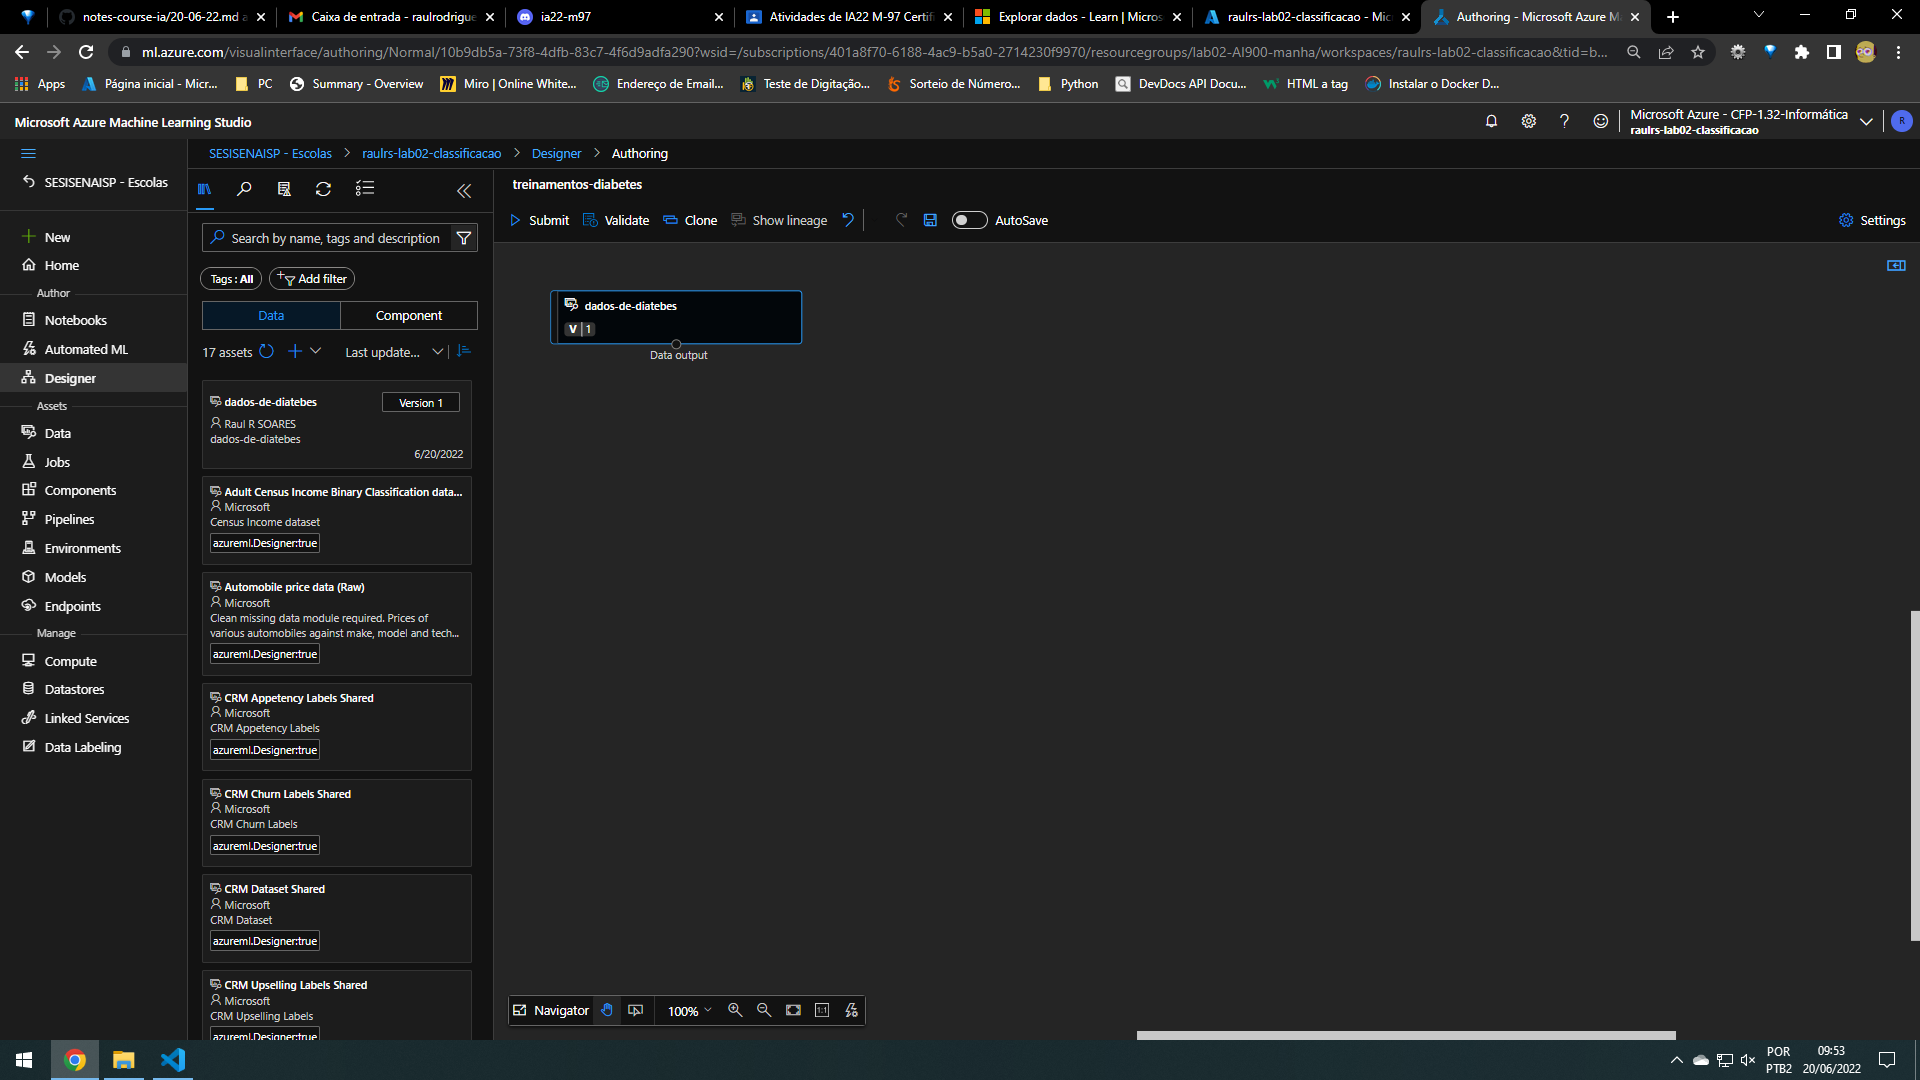 notes-course-ia/20-06-22.md a
Caixa de entrada - raulrodrigue
ia22-m97
Atividades de IA22 M-97 Certifi
Explorar dados - Learn | Micros
raulrs-lab02-classificacao - Mic
Authoring - Microsoft Azure Ma
ml.azure.com/visualinterface/authoring/Normal/10b9db5a-73f8-4dfb-83c7-4f6d9adfa290?wsid=/subscriptions/401a8f70-6188-4ac9-b5a0-2714230f9970/resourcegroups/lab02-AI900-manha/workspaces/raulrs-lab02-classificacao&tid=b...
Apps
Página inicial - Micr...
PC
Summary - Overview
Miro | Online White...
Endereço de Email...
Teste de Digitação...
Sorteio de Número...
Python
DevDocs API Docu...
HTML a tag
Instalar o Docker D...
Microsoft Azure Machine Learning Studio
Microsoft Azure - CFP-1.32-Informática
raulrs-lab02-classificacao
R
SESISENAISP - Escolas
New
Home
Author
Notebooks
Automated ML
Designer
Assets
Data
Jobs
Components
Pipelines
Environments
Models
Endpoints
Manage
Compute
Datastores
Linked Services
Data Labeling
SESISENAISP - Escolas > raulrs-lab02-classificacao > Designer > Authoring
Search by name, tags and description
Tags : All
Add filter
Data
Component
17 assets
Last update...
dados-de-diatebes
Version 1
Raul R SOARES
dados-de-diatebes
6/20/2022
Adult Census Income Binary Classification data...
Microsoft
Census Income dataset
azureml.Designer:true
Automobile price data (Raw)
Microsoft
Clean missing data module required. Prices of
various automobiles against make, model and tech...
azureml.Designer:true
CRM Appetency Labels Shared
Microsoft
CRM Appetency Labels
azureml.Designer:true
CRM Churn Labels Shared
Microsoft
CRM Churn Labels
azureml.Designer:true
CRM Dataset Shared
Microsoft
CRM Dataset
azureml.Designer:true
CRM Upselling Labels Shared
Microsoft
CRM Upselling Labels
azureml.Designer:true
treinamentos-diabetes
Submit
Validate
Clone
Show lineage
AutoSave
Settings
dados-de-diatebes
V | 1
Data output
Navigator
100%
1:1
POR
PTB2
09:53
20/06/2022